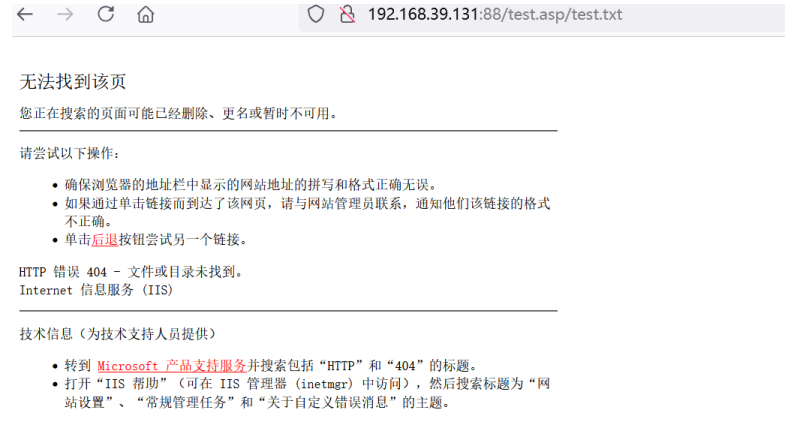 192.168.39.131:88/test.asp/test.txt
无法找到该页
您正在搜索的页面可能已经删除、更名或暂时不可用。
请尝试以下操作：
确保浏览器的地址栏中显示的网站地址的拼写和格式正确无误。
如果通过单击链接而到达了该网页，请与网站管理员联系，通知他们该链接的格式
不正确。
单击后退按钮尝试另一个链接。
HTTP 错误 404 - 文件或目录未找到。
Internet 信息服务 (IIS)
技术信息（为技术支持人员提供）
转到 Microsoft 产品支持服务并搜索包括“HTTP”和“404”的标题。
打开“IIS 帮助”（可在 IIS 管理器 (inetmgr) 中访问），然后搜索标题为“网
站设置”、“常规管理任务”和“关于自定义错误消息”的主题。